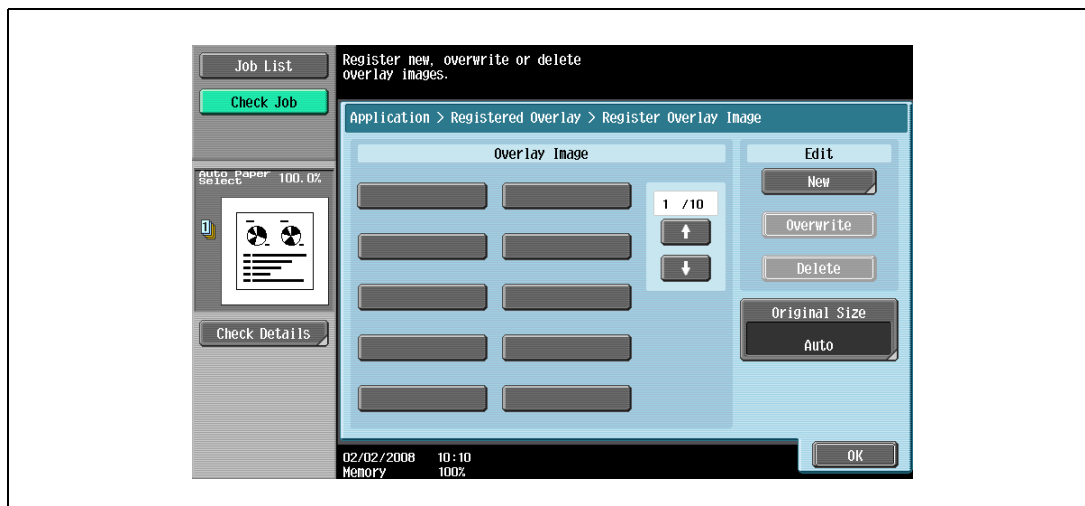 Job List
Check Job
Auto Paper
Select
100.0%
1
Check Details
Register new, overwrite or delete
overlay images.
Application > Registered Overlay > Register Overlay Image
Overlay Image
1 /10
Edit
New
Overwrite
Delete
Original Size
Auto
02/02/2008 10:10
Memory 100%
OK